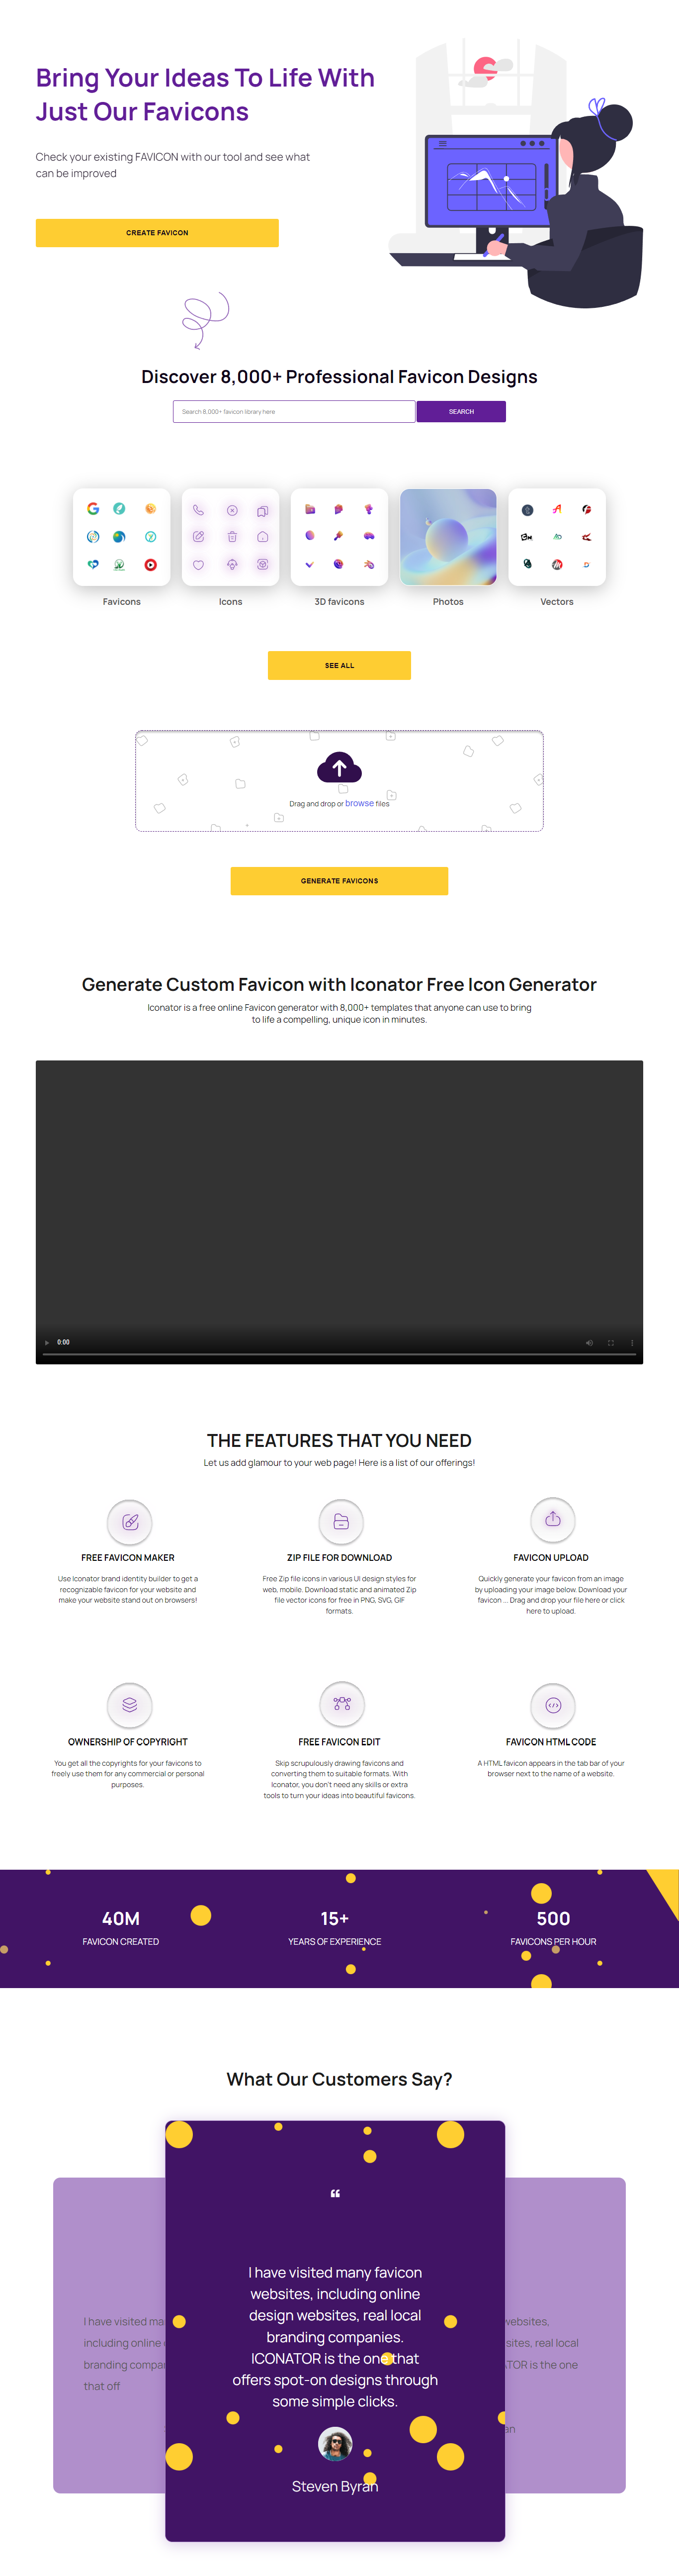 Bring Your Ideas To Life With
Just Our Favicons
Check your existing FAVICON with our tool and see what
can be improved
CREATE FAVICON
Discover 8,000+ Professional Favicon Designs
Search 8,000+ favicon library here
SEARCH
Favicons
Icons
3D favicons
Photos
Vectors
SEE ALL
Drag and drop or browse files
GENERATE FAVICONS
Generate Custom Favicon with Iconator Free Icon Generator
Iconator is a free online Favicon generator with 8,000+ templates that anyone can use to bring
to life a compelling, unique icon in minutes.
0:00
THE FEATURES THAT YOU NEED
Let us add glamour to your web page! Here is a list of our offerings!
FREE FAVICON MAKER
Use Iconator brand identity builder to get a
recognizable favicon for your website and
make your website stand out on browsers!
ZIP FILE FOR DOWNLOAD
Free Zip file icons in various UI design styles for
web, mobile. Download static and animated Zip
file vector icons for free in PNG, SVG, GIF
formats.
FAVICON UPLOAD
Quickly generate your favicon from an image
by uploading your image below. Download your
favicon ... Drag and drop your file here or click
here to upload.
OWNERSHIP OF COPYRIGHT
You get all the copyrights for your favicons to
freely use them for any commercial or personal
purposes.
FREE FAVICON EDIT
Skip scrupulously drawing favicons and
converting them to suitable formats. With
Iconator, you don't need any skills or extra
tools to turn your ideas into beautiful favicons.
FAVICON HTML CODE
A HTML favicon appears in the tab bar of your
browser next to the name of a website.
40M
FAVICON CREATED
15+
YEARS OF EXPERIENCE
500
FAVICONS PER HOUR
What Our Customers Say?
I have visited ma
including online
branding compa
that off
“
I have visited many favicon
websites, including online
design websites, real local
branding companies.
ICONATOR is the one that
offers spot-on designs through
some simple clicks.
Steven Byran
websites,
sites, real local
TOR is the one
an